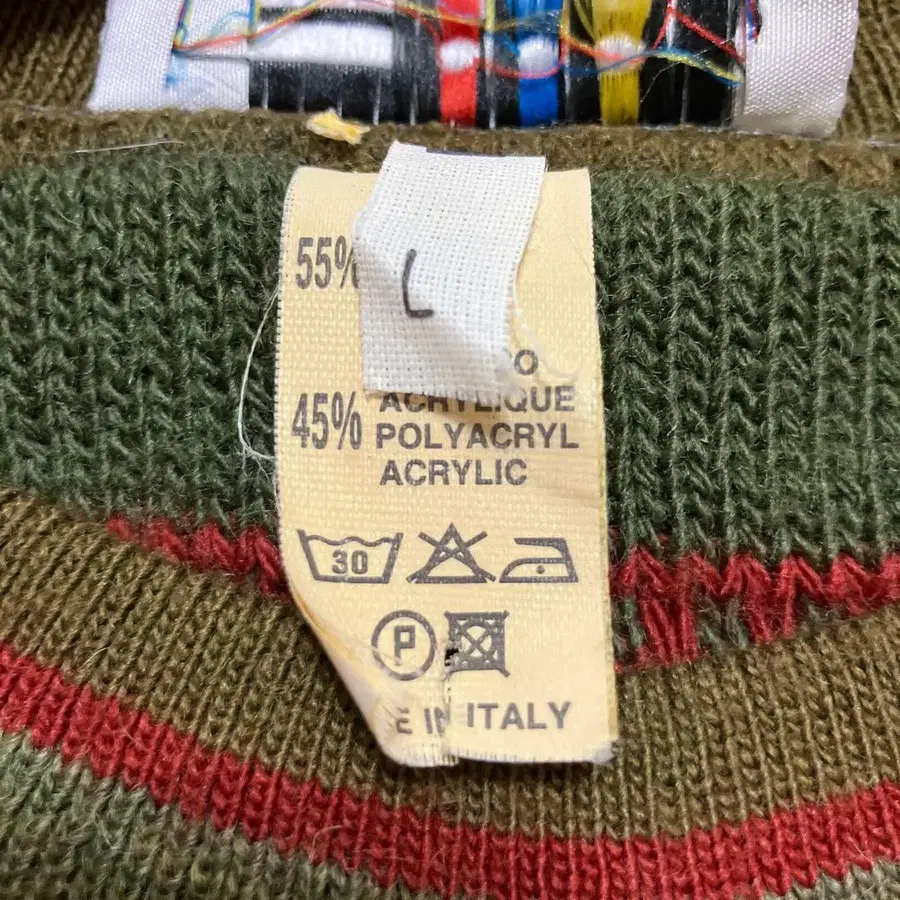 55%
L
O
ACRYLIQUE
45% POLYACRYL
ACRYLIC
30
P
E IN ITALY